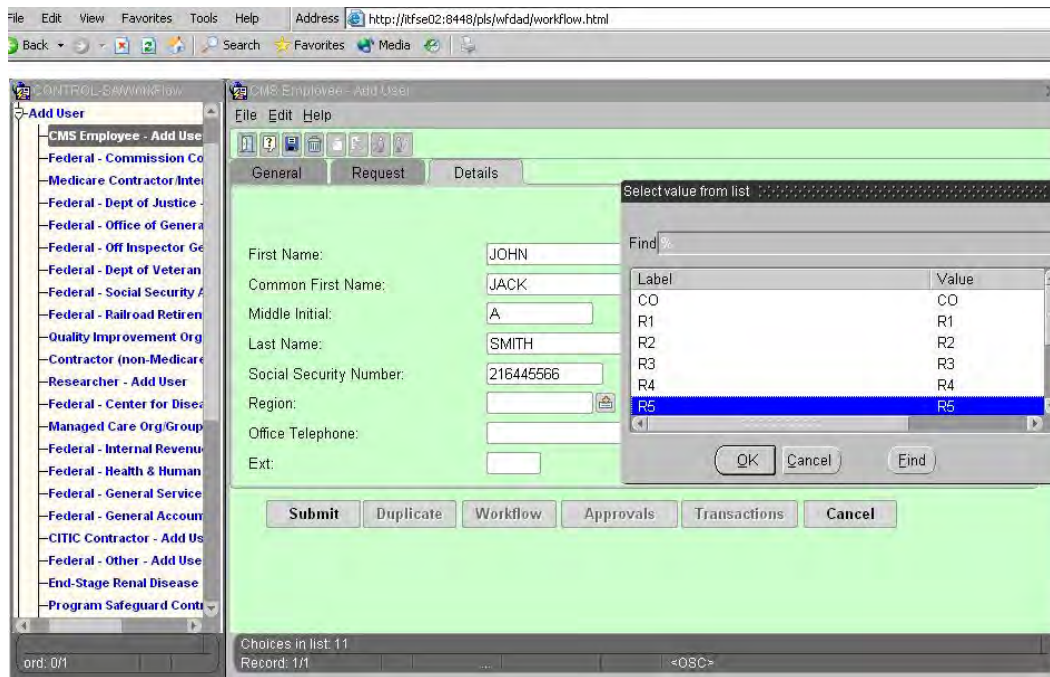 File Edit View Favorites Tools Help Address http://itfse02:8448/pls/wfdad/workflow.html
Back Search Favorites Media
CONTROL-SA/WorkFlow
CMS Employee - Add User
Add User
CMS Employee - Add Use
Federal - Commission Co
Medicare Contractor/Inte
Federal - Dept of Justice -
Federal - Office of Genera
Federal - Off Inspector Ge
Federal - Dept of Veteran
Federal - Social Security A
Federal - Railroad Retiren
Quality Improvement Org
Contractor (non-Medicare
Researcher - Add User
Federal - Center for Disea
Managed Care Org/Group
Federal - Internal Revenu
Federal - Health & Human
Federal - General Service
Federal - General Accoun
CITIC Contractor - Add Us
Federal - Other - Add Use
End-Stage Renal Disease
Program Safeguard Contr
ord: 0/1
File Edit Help
General Request Details
First Name: JOHN
Common First Name: JACK
Middle Initial: A
Last Name: SMITH
Social Security Number: 216445566
Region:
Office Telephone:
Ext:
Select value from list
Find %
Label Value
CO CO
R1 R1
R2 R2
R3 R3
R4 R4
R5 R5
OK Cancel Find
Submit Duplicate Workflow Approvals Transactions Cancel
Choices in list: 11
Record: 1/1 ... <OSC>